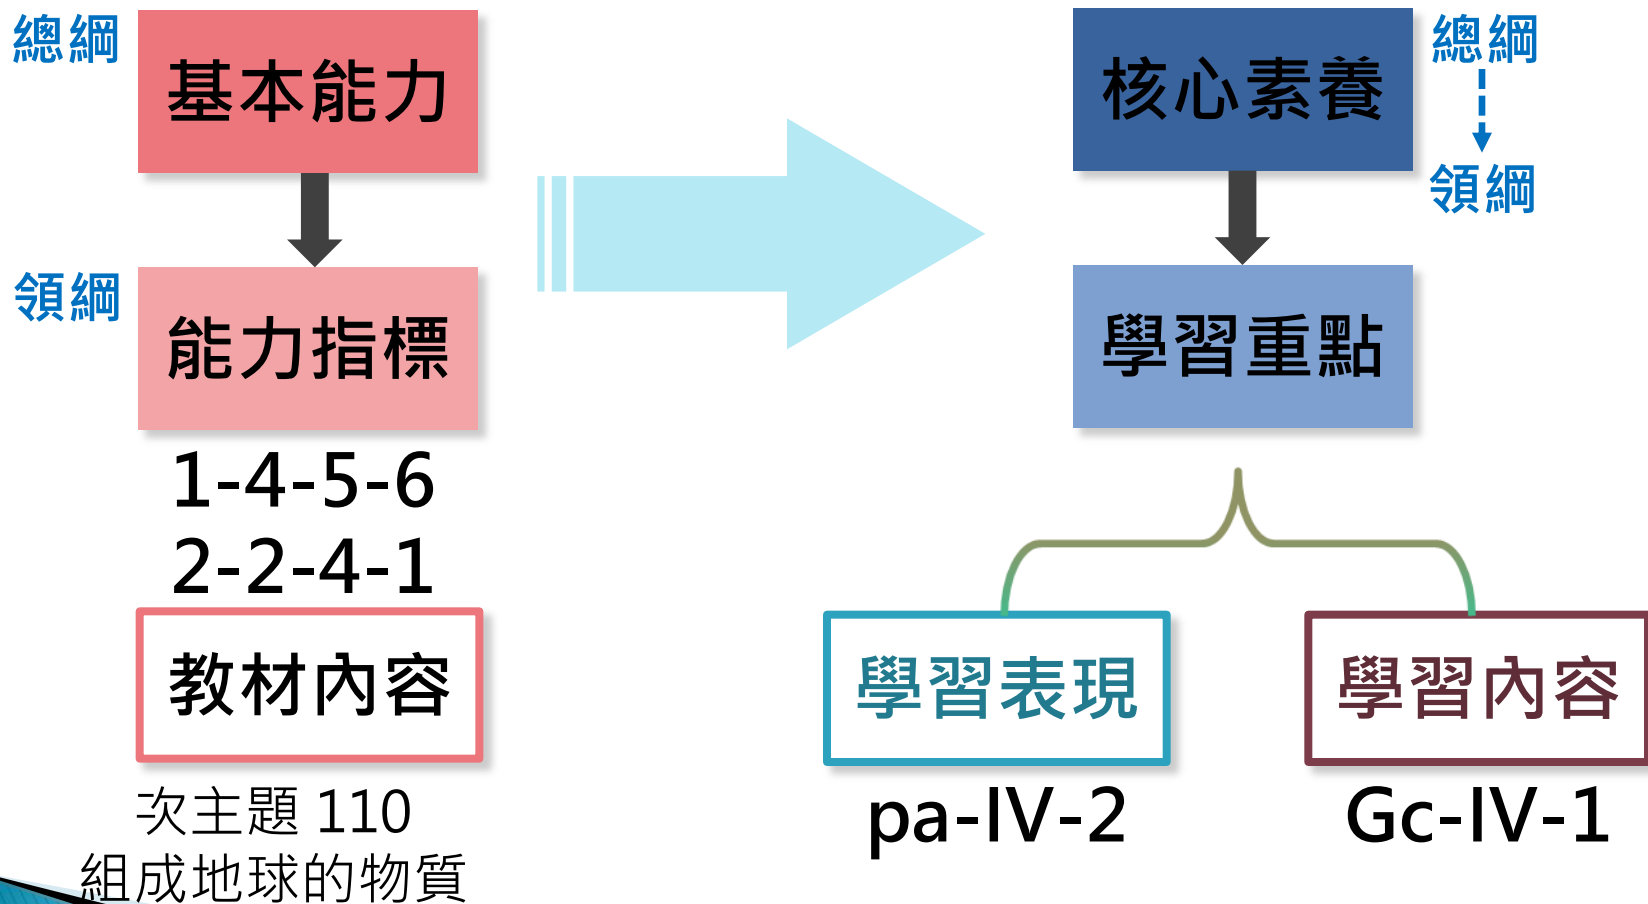 總綱
基本能力
領綱
能力指標
1-4-5-6
2-2-4-1
教材內容
次主題 110
組成地球的物質
核心素養
總綱
領綱
學習重點
學習表現
pa-IV-2
學習內容
Gc-IV-1